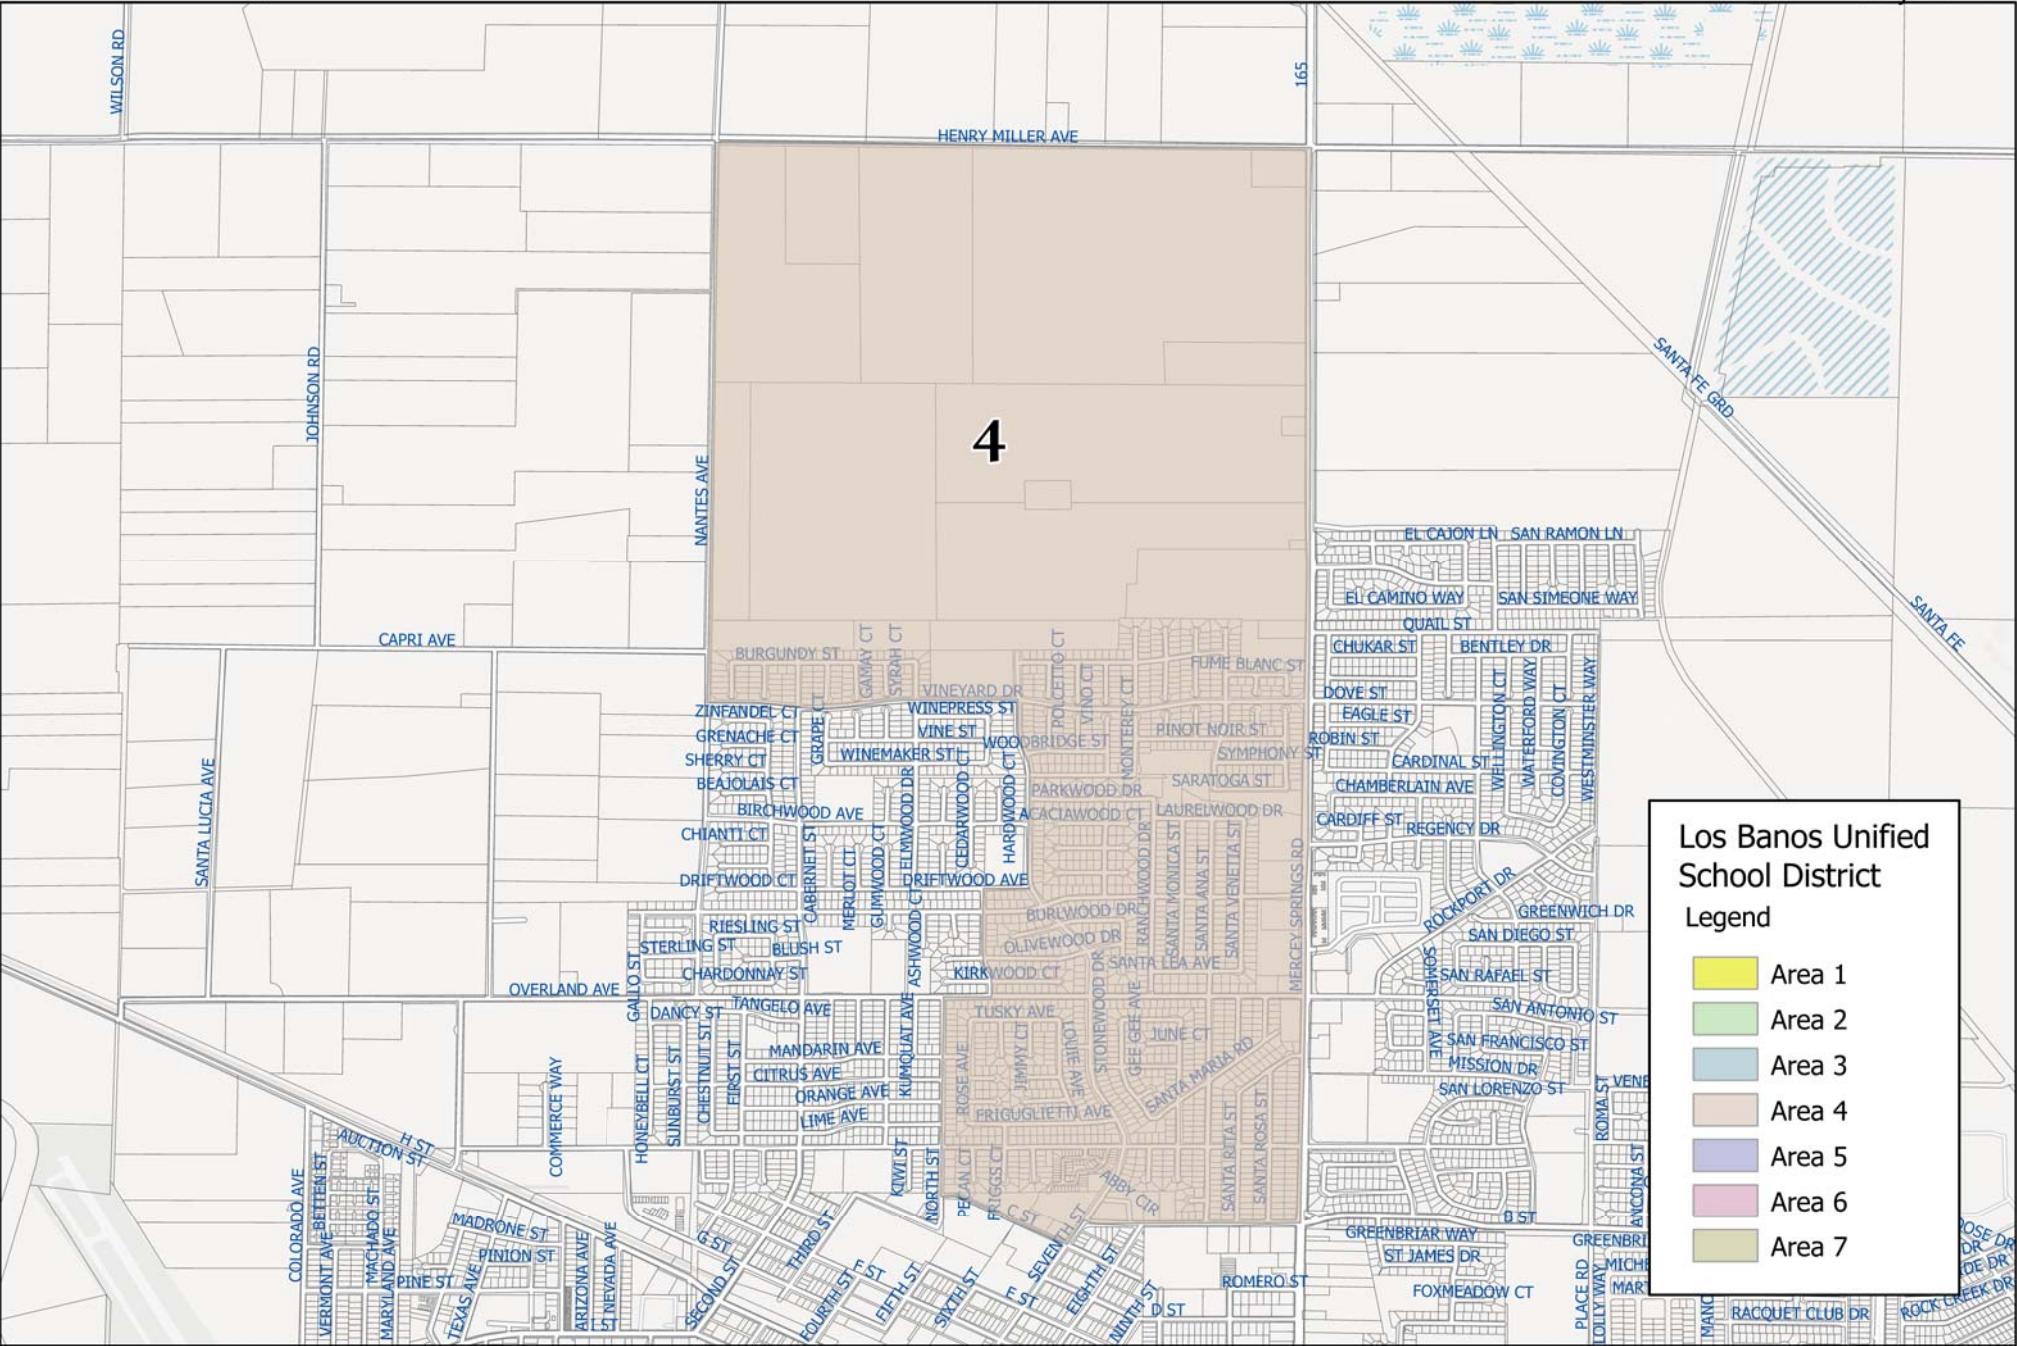 WILSON RD
165
HENRY MILLER AVE
JOHNSON RD
SANTA FE GRD
4
NANTES AVE
EL CAJON LN
SAN RAMON LN
EL CAMINO WAY
SAN SIMEONE WAY
SANTA FE
QUAIL ST
CAPRI AVE
BURGUNDY ST
GAMAY CT
SYRAH CT
POLCETTO CT
VINO CT
FUME BLANC ST
CHUKAR ST
BENTLEY DR
VINEYARD DR
MONTEREY CT
DOVE ST
WELLINGTON CT
WATERFORD WAY
COVINGTON CT
WESTMINSTER WAY
ZINFANDEL CT
GRAPE CT
WINEPRESS ST
EAGLE ST
GRENACHE CT
VINE ST
WOODBRIDGE ST
PINOT NOIR ST
ROBIN ST
SHERRY CT
WINEMAKER ST
SYMPHONY ST
CARDINAL ST
BEAJOLAIS CT
SARATOGA ST
CHAMBERLAIN AVE
PARKWOOD DR
SANTA LUCIA AVE
BIRCHWOOD AVE
ELMWOOD DR
CEDARWOOD CT
HARDWOOD CT
ACACIAWOOD CT
LAURELWOOD DR
CARDIFF ST
REGENCY DR
CHIANTI CT
CABERNET ST
MERLOT CT
GUMWOOD CT
RANCHWOOD DR
SANTA MONICA ST
SANTA ANA ST
SANTA VENETIA ST
MERCEY SPRINGS RD
DRIFTWOOD CT
DRIFTWOOD AVE
ROCKPORT DR
BURLWOOD DR
GREENWICH DR
RIESLING ST
ASHWOOD CT
SAN DIEGO ST
STERLING ST
BLUSH ST
OLIVEWOOD DR
CHARDONNAY ST
KIRKWOOD CT
SANTA LEA AVE
SOMERSET AVE
SAN RAFAEL ST
OVERLAND AVE
GALLO ST
STONEWOOD DR
DANCY ST
TANGELO AVE
KUMQUAT AVE
TUSKY AVE
GEE GEE AVE
SAN ANTONIO ST
JUNE CT
SAN FRANCISCO ST
MANDARIN AVE
JIMMY CT
LOUIE AVE
MISSION DR
CITRUS AVE
ROSE AVE
SANTA MARIA RD
SAN LORENZO ST
ROMA ST
VENE
ORANGE AVE
COMMERCE WAY
HONEYBELL CT
SUNBURST ST
CHESTNUT ST
FIRST ST
LIME AVE
FRIGUGLIETTI AVE
AUCTION ST
H ST
KIWI ST
NORTH ST
PECAN CT
FRIGGS CT
ABBY CIR
SANTA RITA ST
SANTA ROSA ST
ANCONA ST
COLORADO AVE
BETTEN ST
MACHADO ST
C ST
B ST
MADRONE ST
G ST
THIRD ST
SEVENTH ST
GREENBRIAR WAY
GREENBRI
PINION ST
F ST
EIGHTH ST
ST JAMES DR
MICHE
PINE ST
ROMERO ST
FOXMEADOW CT
MART
VERMONT AVE
MARYLAND AVE
TEXAS AVE
ARIZONA AVE
NEVADA AVE
I ST
SECOND ST
FOURTH ST
FIFTH ST
SIXTH ST
E ST
NINTH ST
D ST
PLACE RD
LOLLY WAY
MANC
RACQUET CLUB DR
ROCK CREEK DR
OOSE DR
DR
DE DR
Los Banos Unified
School District
Legend
Area 1
Area 2
Area 3
Area 4
Area 5
Area 6
Area 7